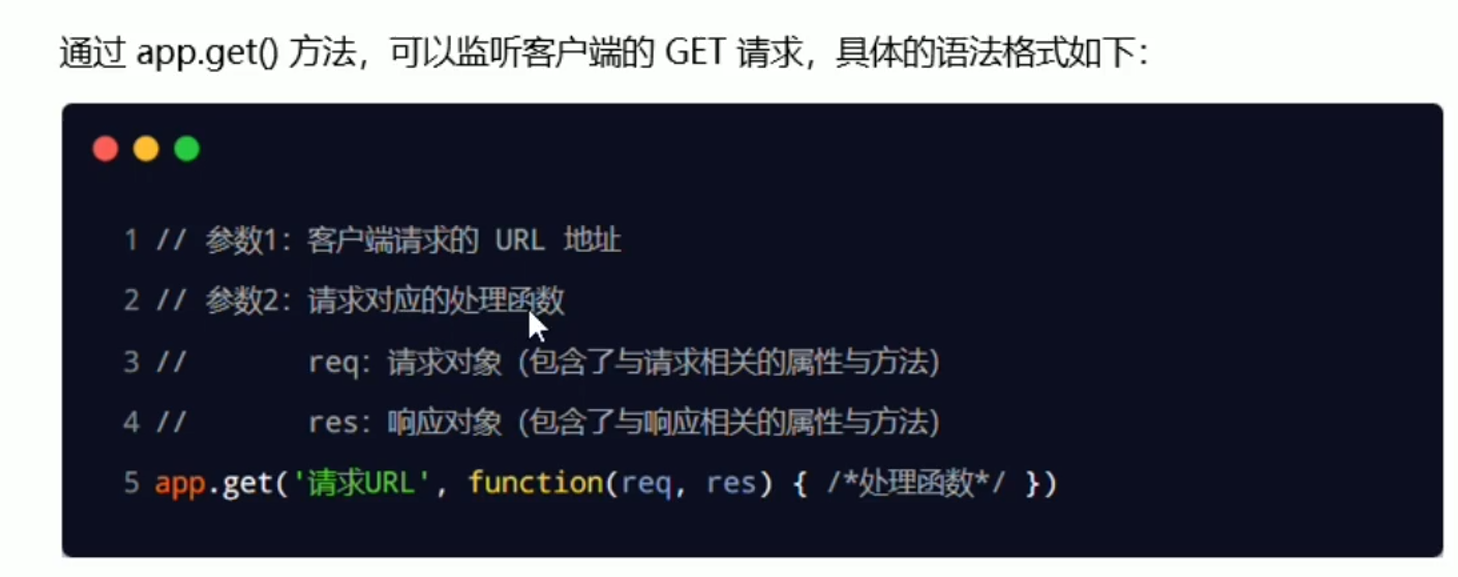 通过 app.get() 方法，可以监听客户端的 GET 请求，具体的语法格式如下：
1 // 参数1：客户端请求的 URL 地址
2 // 参数2：请求对应的处理函数
3 //       req：请求对象（包含了与请求相关的属性与方法）
4 //       res：响应对象（包含了与响应相关的属性与方法）
5 app.get('请求URL', function(req, res) { /*处理函数*/ })